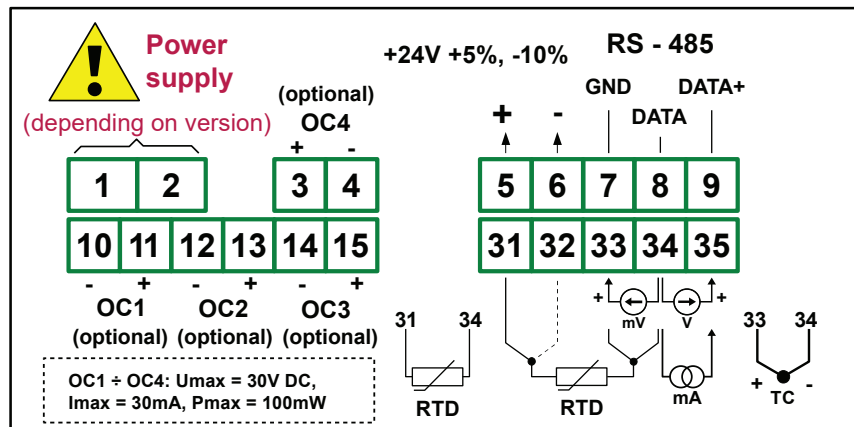 Power
supply
(depending on version)
+24V +5%, -10%
RS - 485
(optional)
OC4
+ -
+ -
GND
DATA+
DATA
1 2
3 4
5 6 7 8 9
10 11 12 13 14 15
31 32 33 34 35
- + - + - +
OC1 OC2 OC3
(optional) (optional) (optional)
+ mV V +
31 34
RTD
RTD
mA
33 34
+ TC -
OC1 ÷ OC4: Umax = 30V DC,
Imax = 30mA, Pmax = 100mW